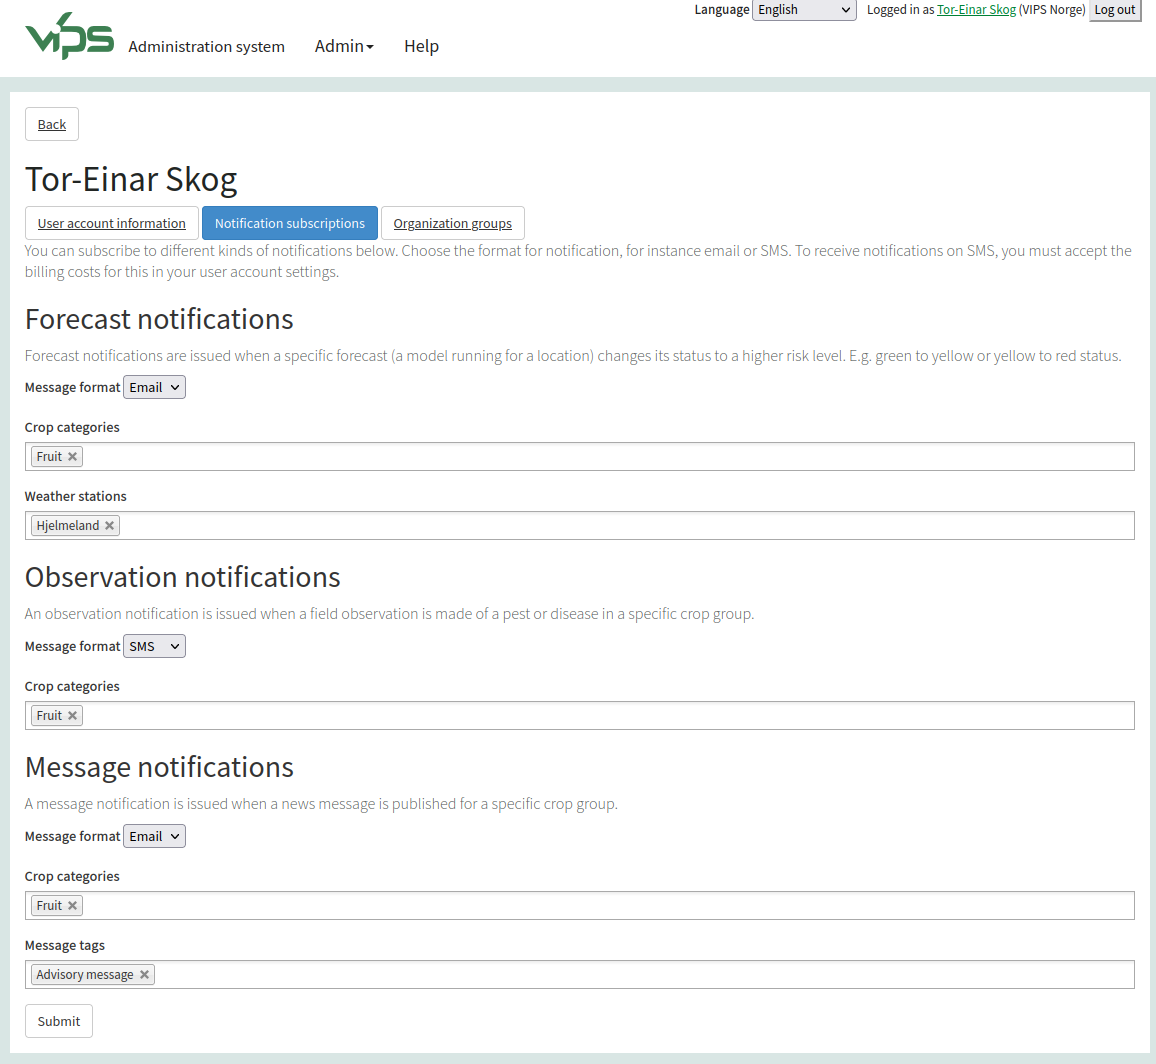 Language English Logged in as Tor-Einar Skog (VIPS Norge) Log out
VIPS Administration system Admin Help
Back
Tor-Einar Skog
User account information Notification subscriptions Organization groups
You can subscribe to different kinds of notifications below. Choose the format for notification, for instance email or SMS. To receive notifications on SMS, you must accept the
billing costs for this in your user account settings.
Forecast notifications
Forecast notifications are issued when a specific forecast (a model running for a location) changes its status to a higher risk level. E.g. green to yellow or yellow to red status.
Message format Email
Crop categories
Fruit
Weather stations
Hjelmeland
Observation notifications
An observation notification is issued when a field observation is made of a pest or disease in a specific crop group.
Message format SMS
Crop categories
Fruit
Message notifications
A message notification is issued when a news message is published for a specific crop group.
Message format Email
Crop categories
Fruit
Message tags
Advisory message
Submit